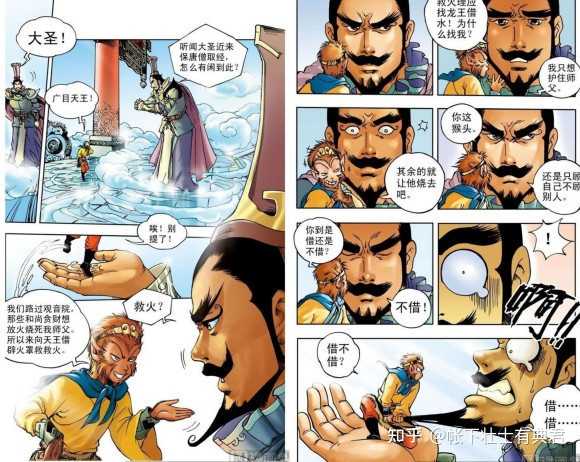 大圣！
广目天王！
听闻大圣近来
保唐僧取经，
怎么有闲到此？
唉！别
提了！
我们路过观音院，
那些和尚贪财想
放火烧死我师父。
所以来向天王借
辟火罩救救火。
救火？
救火理应
找龙王借
水！为什
么找我？
我只想
护住师
父。
其余的就
让他烧去
吧。
你这
猴头。
还是只顾
自己不顾
别人。
你到底
是借还是
不借？
不借！
！
借不
借？
借……
借……
知乎 @帐下壮士有典君